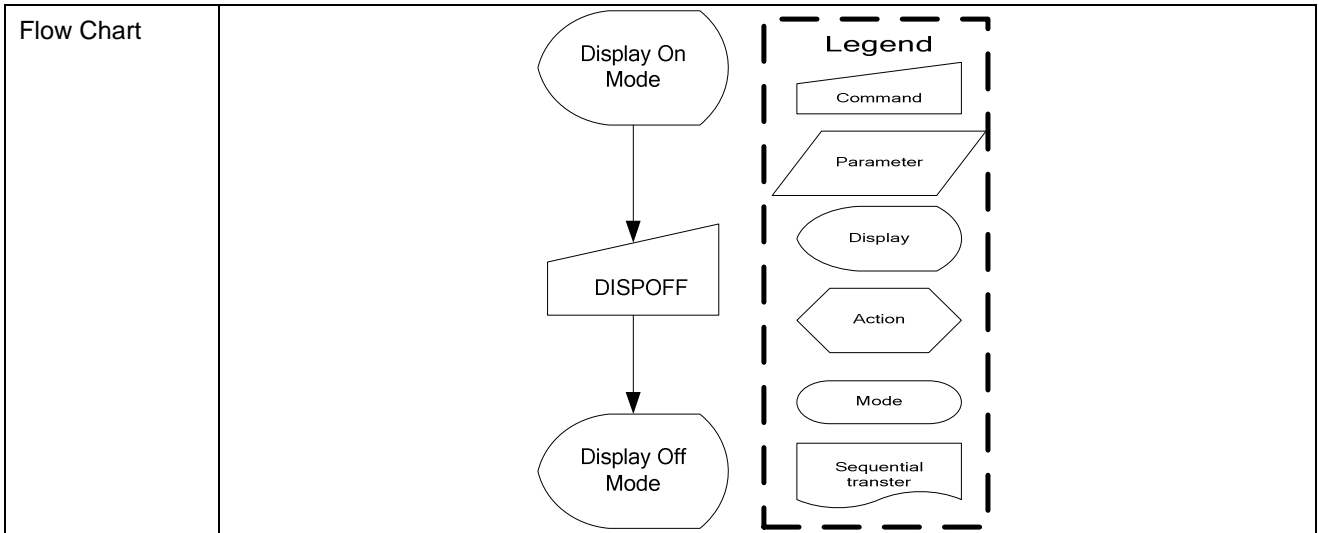 Flow Chart
Display On
Mode
DISPOFF
Display Off
Mode
Legend
Command
Parameter
Display
Action
Mode
Sequential
transter